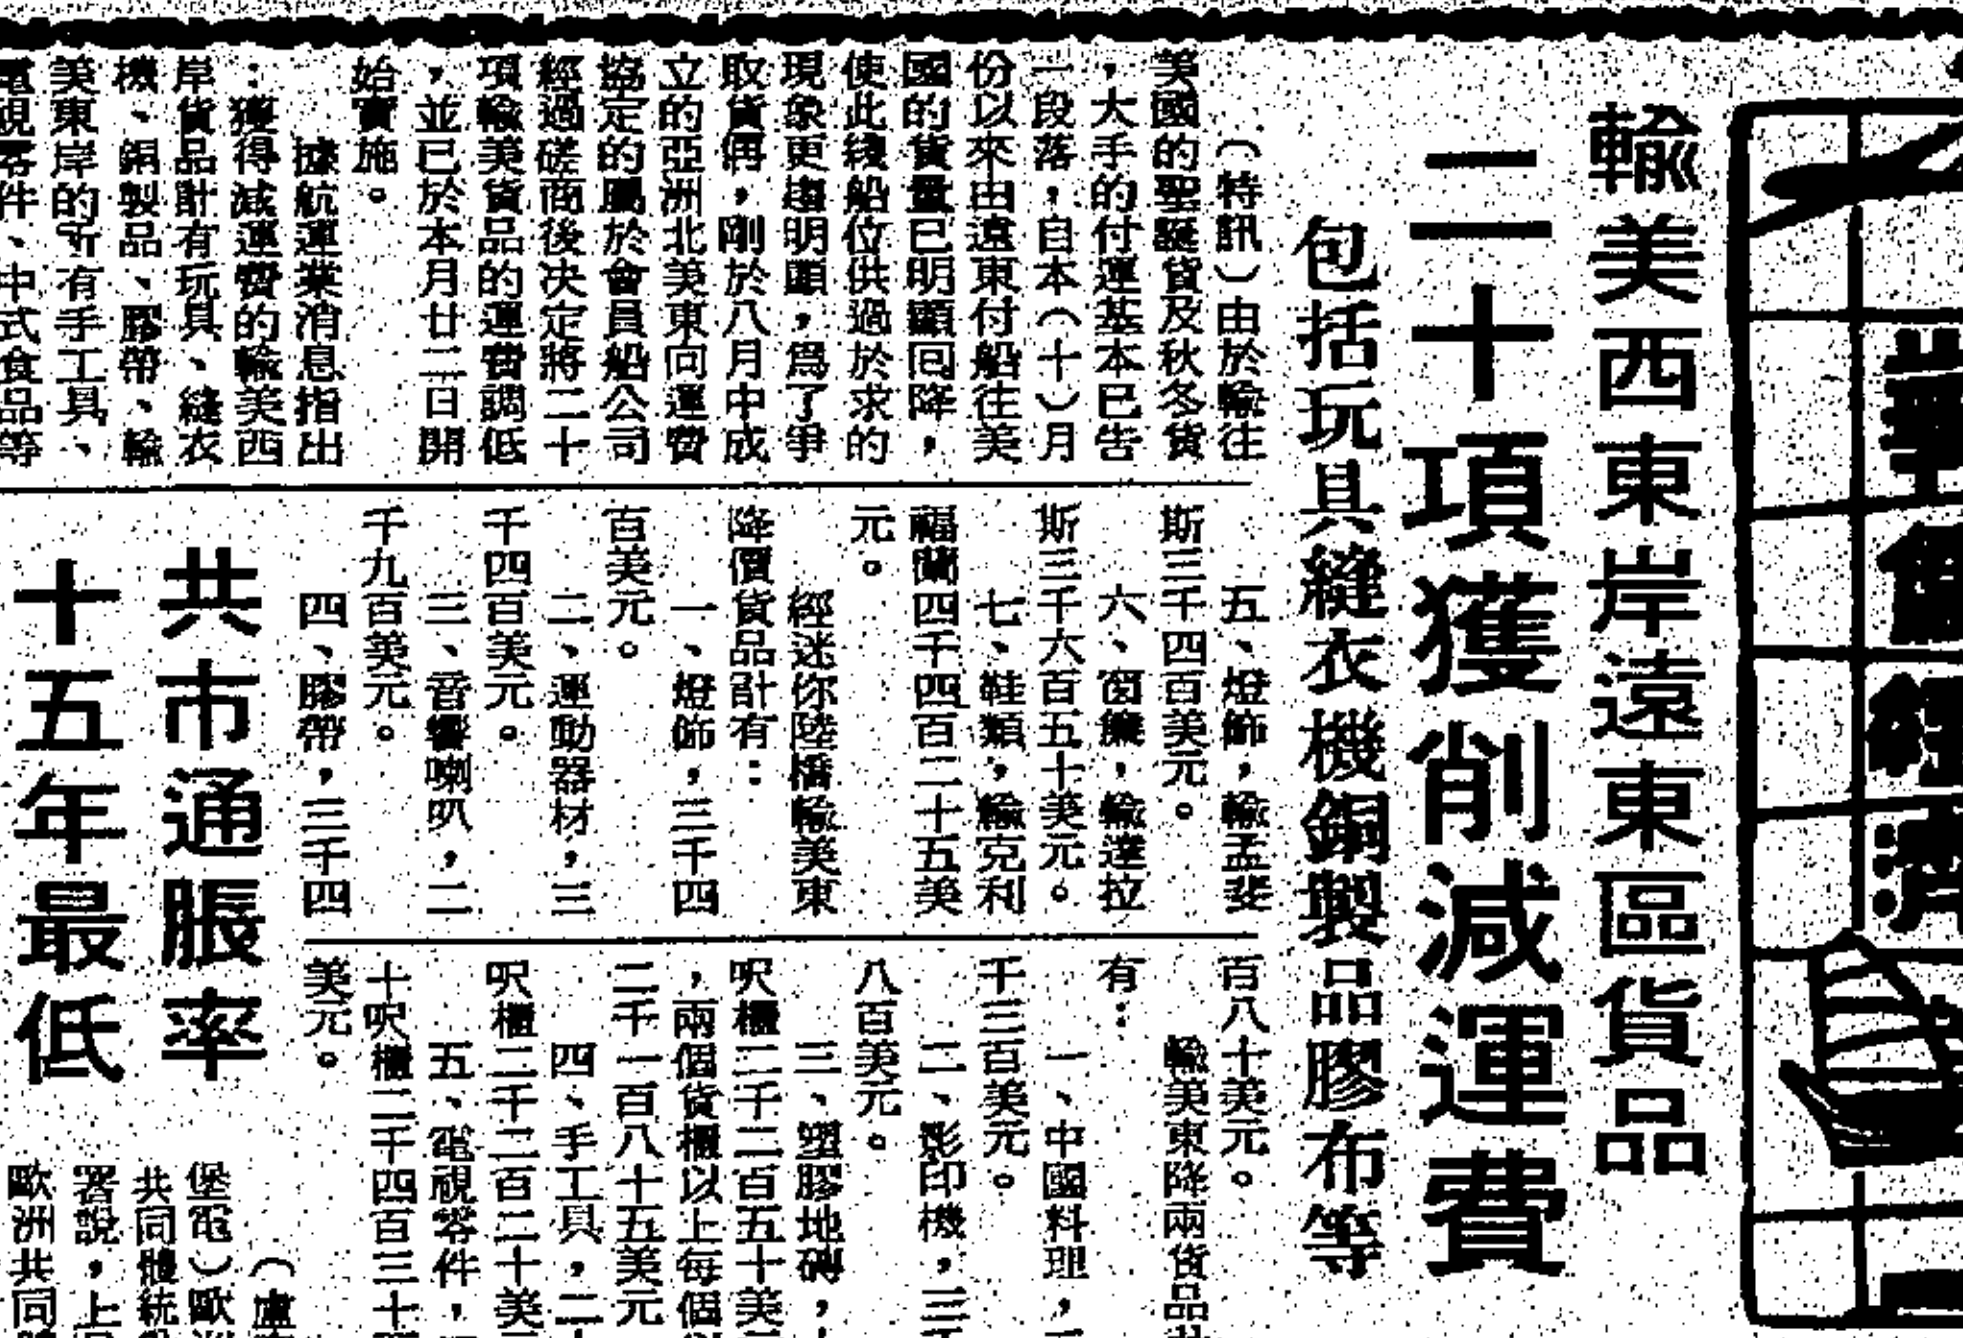 輸美西東岸遠東區貨品
二十項獲削減運費
包括玩具縫衣機銅製品膠布等
（特訊）由於輸往
美國的聖誕貨及秋冬貨
，大手的付運基本已告
一段落，自本（十）月
份以來由遠東付船往美
國的貨量已明顯回降，
使此綫船位供過於求的
現象更趨明顯，爲了爭
取貨俩，剛於八月中成
立的亞洲北美東向運費
協定的屬於會員船公司
經過磋商後決定將二十
項輸美貨品的運費調低
，並已於本月廿二日開
始實施。
據航運業消息指出
：獲得減運費的輸美西
岸貨品計有玩具、縫衣
機、銅製品、膠帶、輸
美東岸的所有手工具、
電視零件、中式食品等
五、燈飾，輸孟斐
斯三千四百美元。
六、窗簾，輸達拉
斯三千六百五十美元。
七、鞋類，輸克利
福蘭四千四百二十五美
元。
經迷你陸橋輸美東
降價貨品計有：
一、燈飾，三千四
百美元。
二、運動器材，三
千四百美元。
三、音響喇叭，二
千九百美元。
四、膠帶，三千四
百八十美元。
輸美東降兩貨品
有：
一、中國料理，
千三百美元。
二、影印機，三千
八百美元。
三、塑膠地磚，
呎櫃二千二百五十美元
，兩個貨櫃以上每個
二千一百八十五美元
四、手工具，二
呎櫃二千二百二十美
五、電視零件，
十呎櫃二千四百三十
美元。
共市通脹率
十五年最低
（盧
堡電）歐洲
共同體統
署說，上
歐洲共同